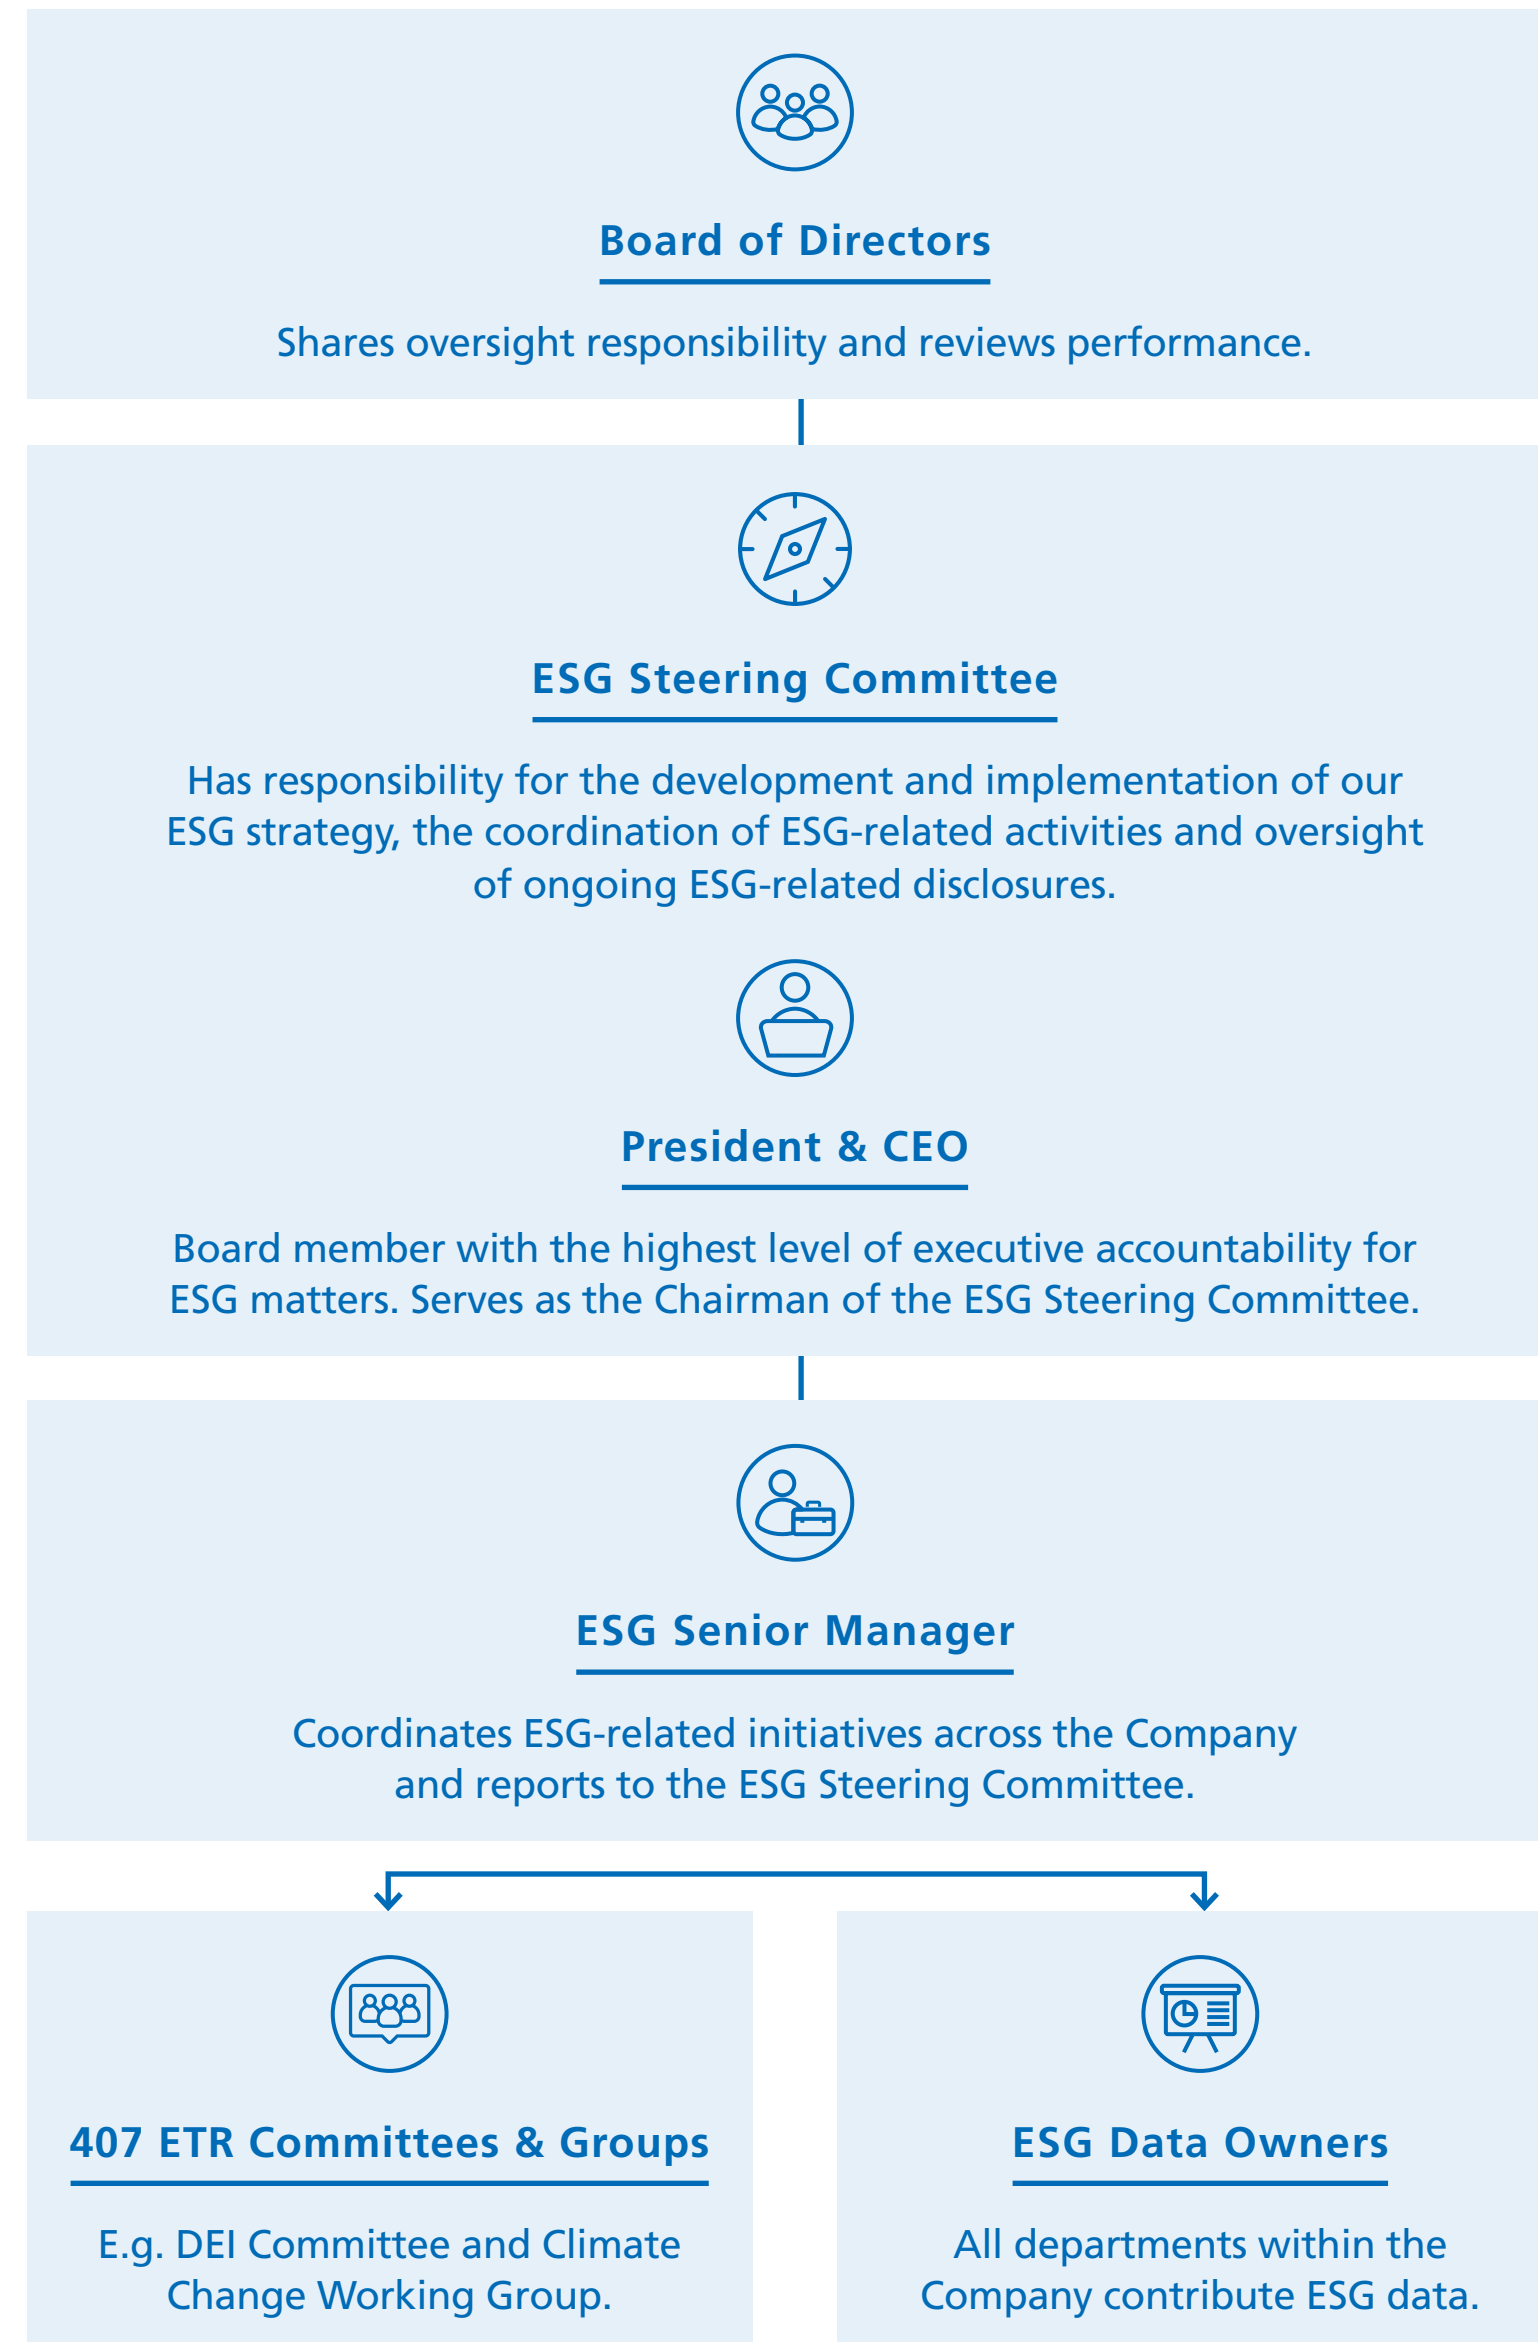 Board of Directors
Shares oversight responsibility and reviews performance.
ESG Steering Committee
Has responsibility for the development and implementation of our
ESG strategy, the coordination of ESG-related activities and oversight
of ongoing ESG-related disclosures.
President & CEO
Board member with the highest level of executive accountability for
ESG matters. Serves as the Chairman of the ESG Steering Committee.
ESG Senior Manager
Coordinates ESG-related initiatives across the Company
and reports to the ESG Steering Committee.
407 ETR Committees & Groups
E.g. DEI Committee and Climate
Change Working Group.
ESG Data Owners
All departments within the
Company contribute ESG data.